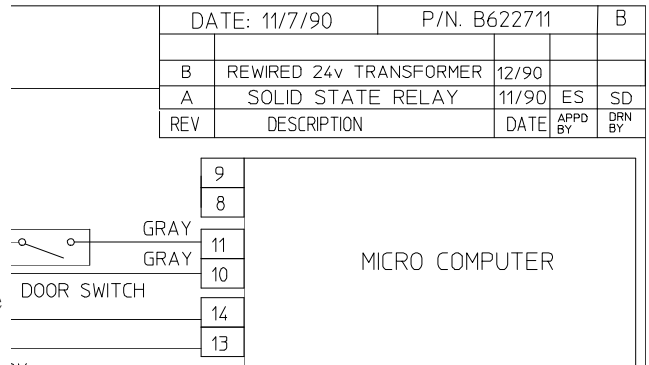 DATE: 11/7/90 P/N. B622711 B
B REWIRED 24v TRANSFORMER 12/90
A SOLID STATE RELAY 11/90 ES SD
REV DESCRIPTION DATE APPD BY DRN BY
9
8
GRAY 11
GRAY 10
MICRO COMPUTER
DOOR SWITCH
14
13